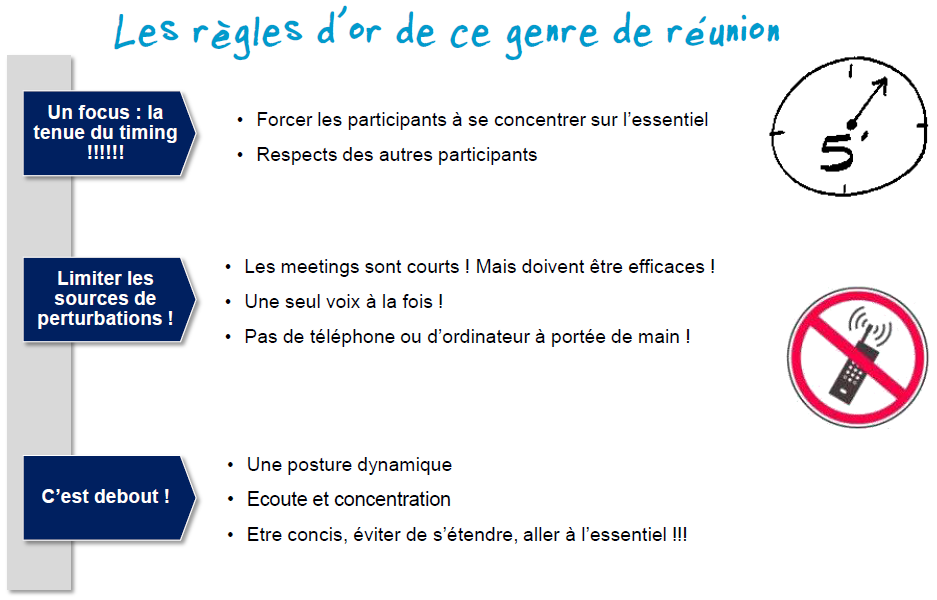 Les règles d'or de ce genre de réunion
Un focus : la
tenue du timing
!!!!!!
• Forcer les participants à se concentrer sur l’essentiel
• Respects des autres participants
5'
Limiter les
sources de
perturbations !
• Les meetings sont courts ! Mais doivent être efficaces !
• Une seul voix à la fois !
• Pas de téléphone ou d’ordinateur à portée de main !
C’est debout !
• Une posture dynamique
• Ecoute et concentration
• Etre concis, éviter de s’étendre, aller à l’essentiel !!!